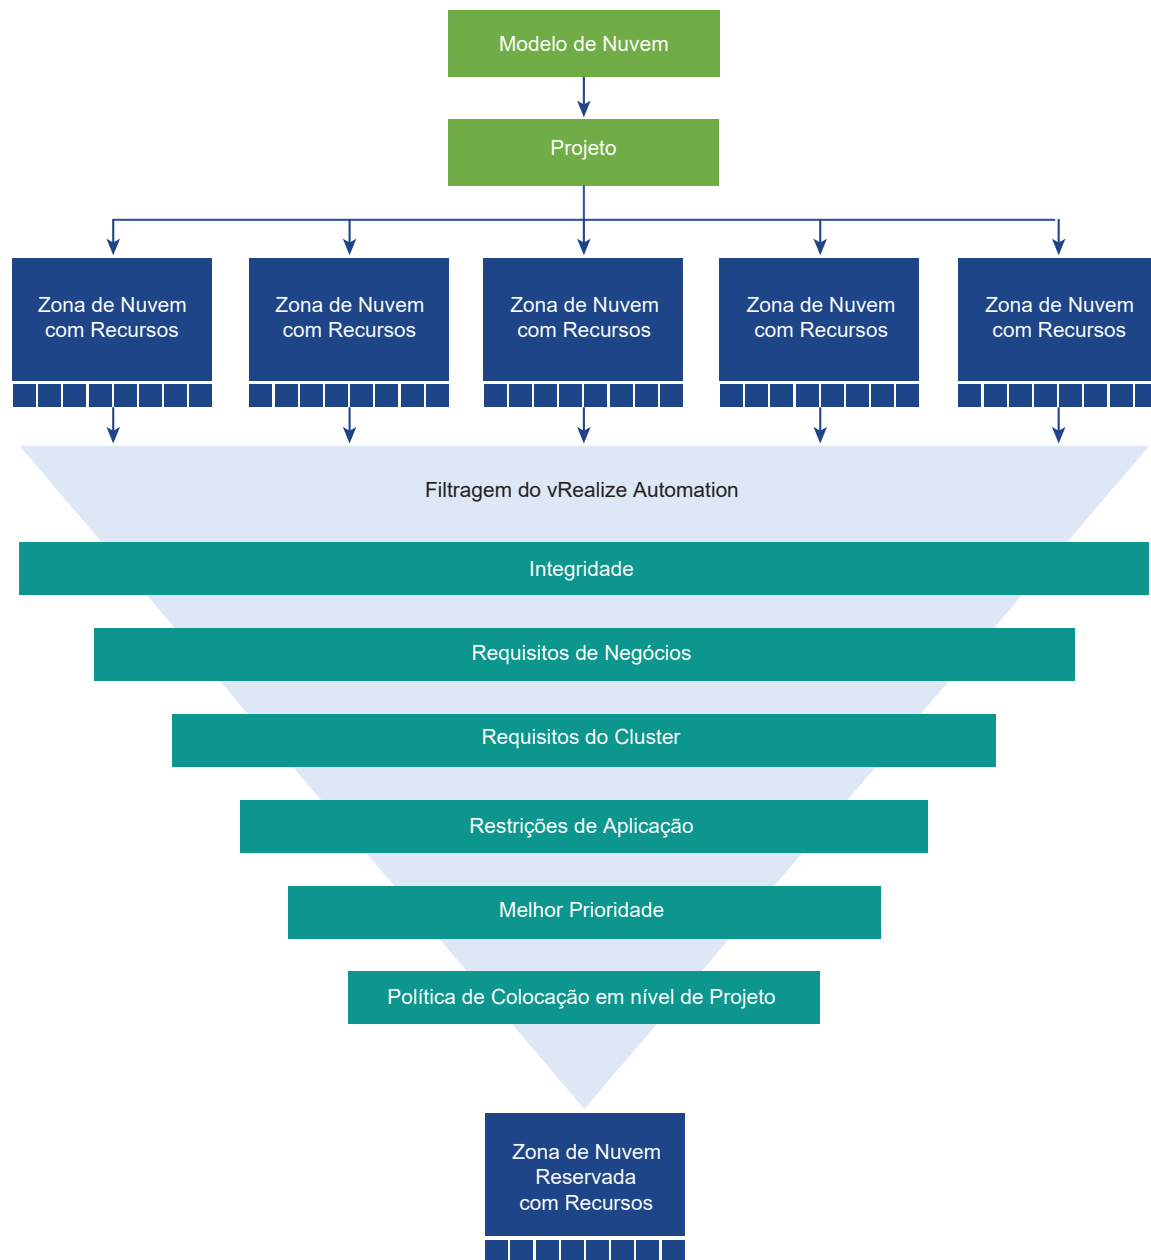 Modelo de Nuvem
Projeto
Zona de Nuvem
com Recursos
Zona de Nuvem
com Recursos
Zona de Nuvem
com Recursos
Zona de Nuvem
com Recursos
Zona de Nuvem
com Recursos
Filtragem do vRealize Automation
Integridade
Requisitos de Negócios
Requisitos do Cluster
Restrições de Aplicação
Melhor Prioridade
Política de Colocação em nível de Projeto
Zona de Nuvem
Reservada
com Recursos